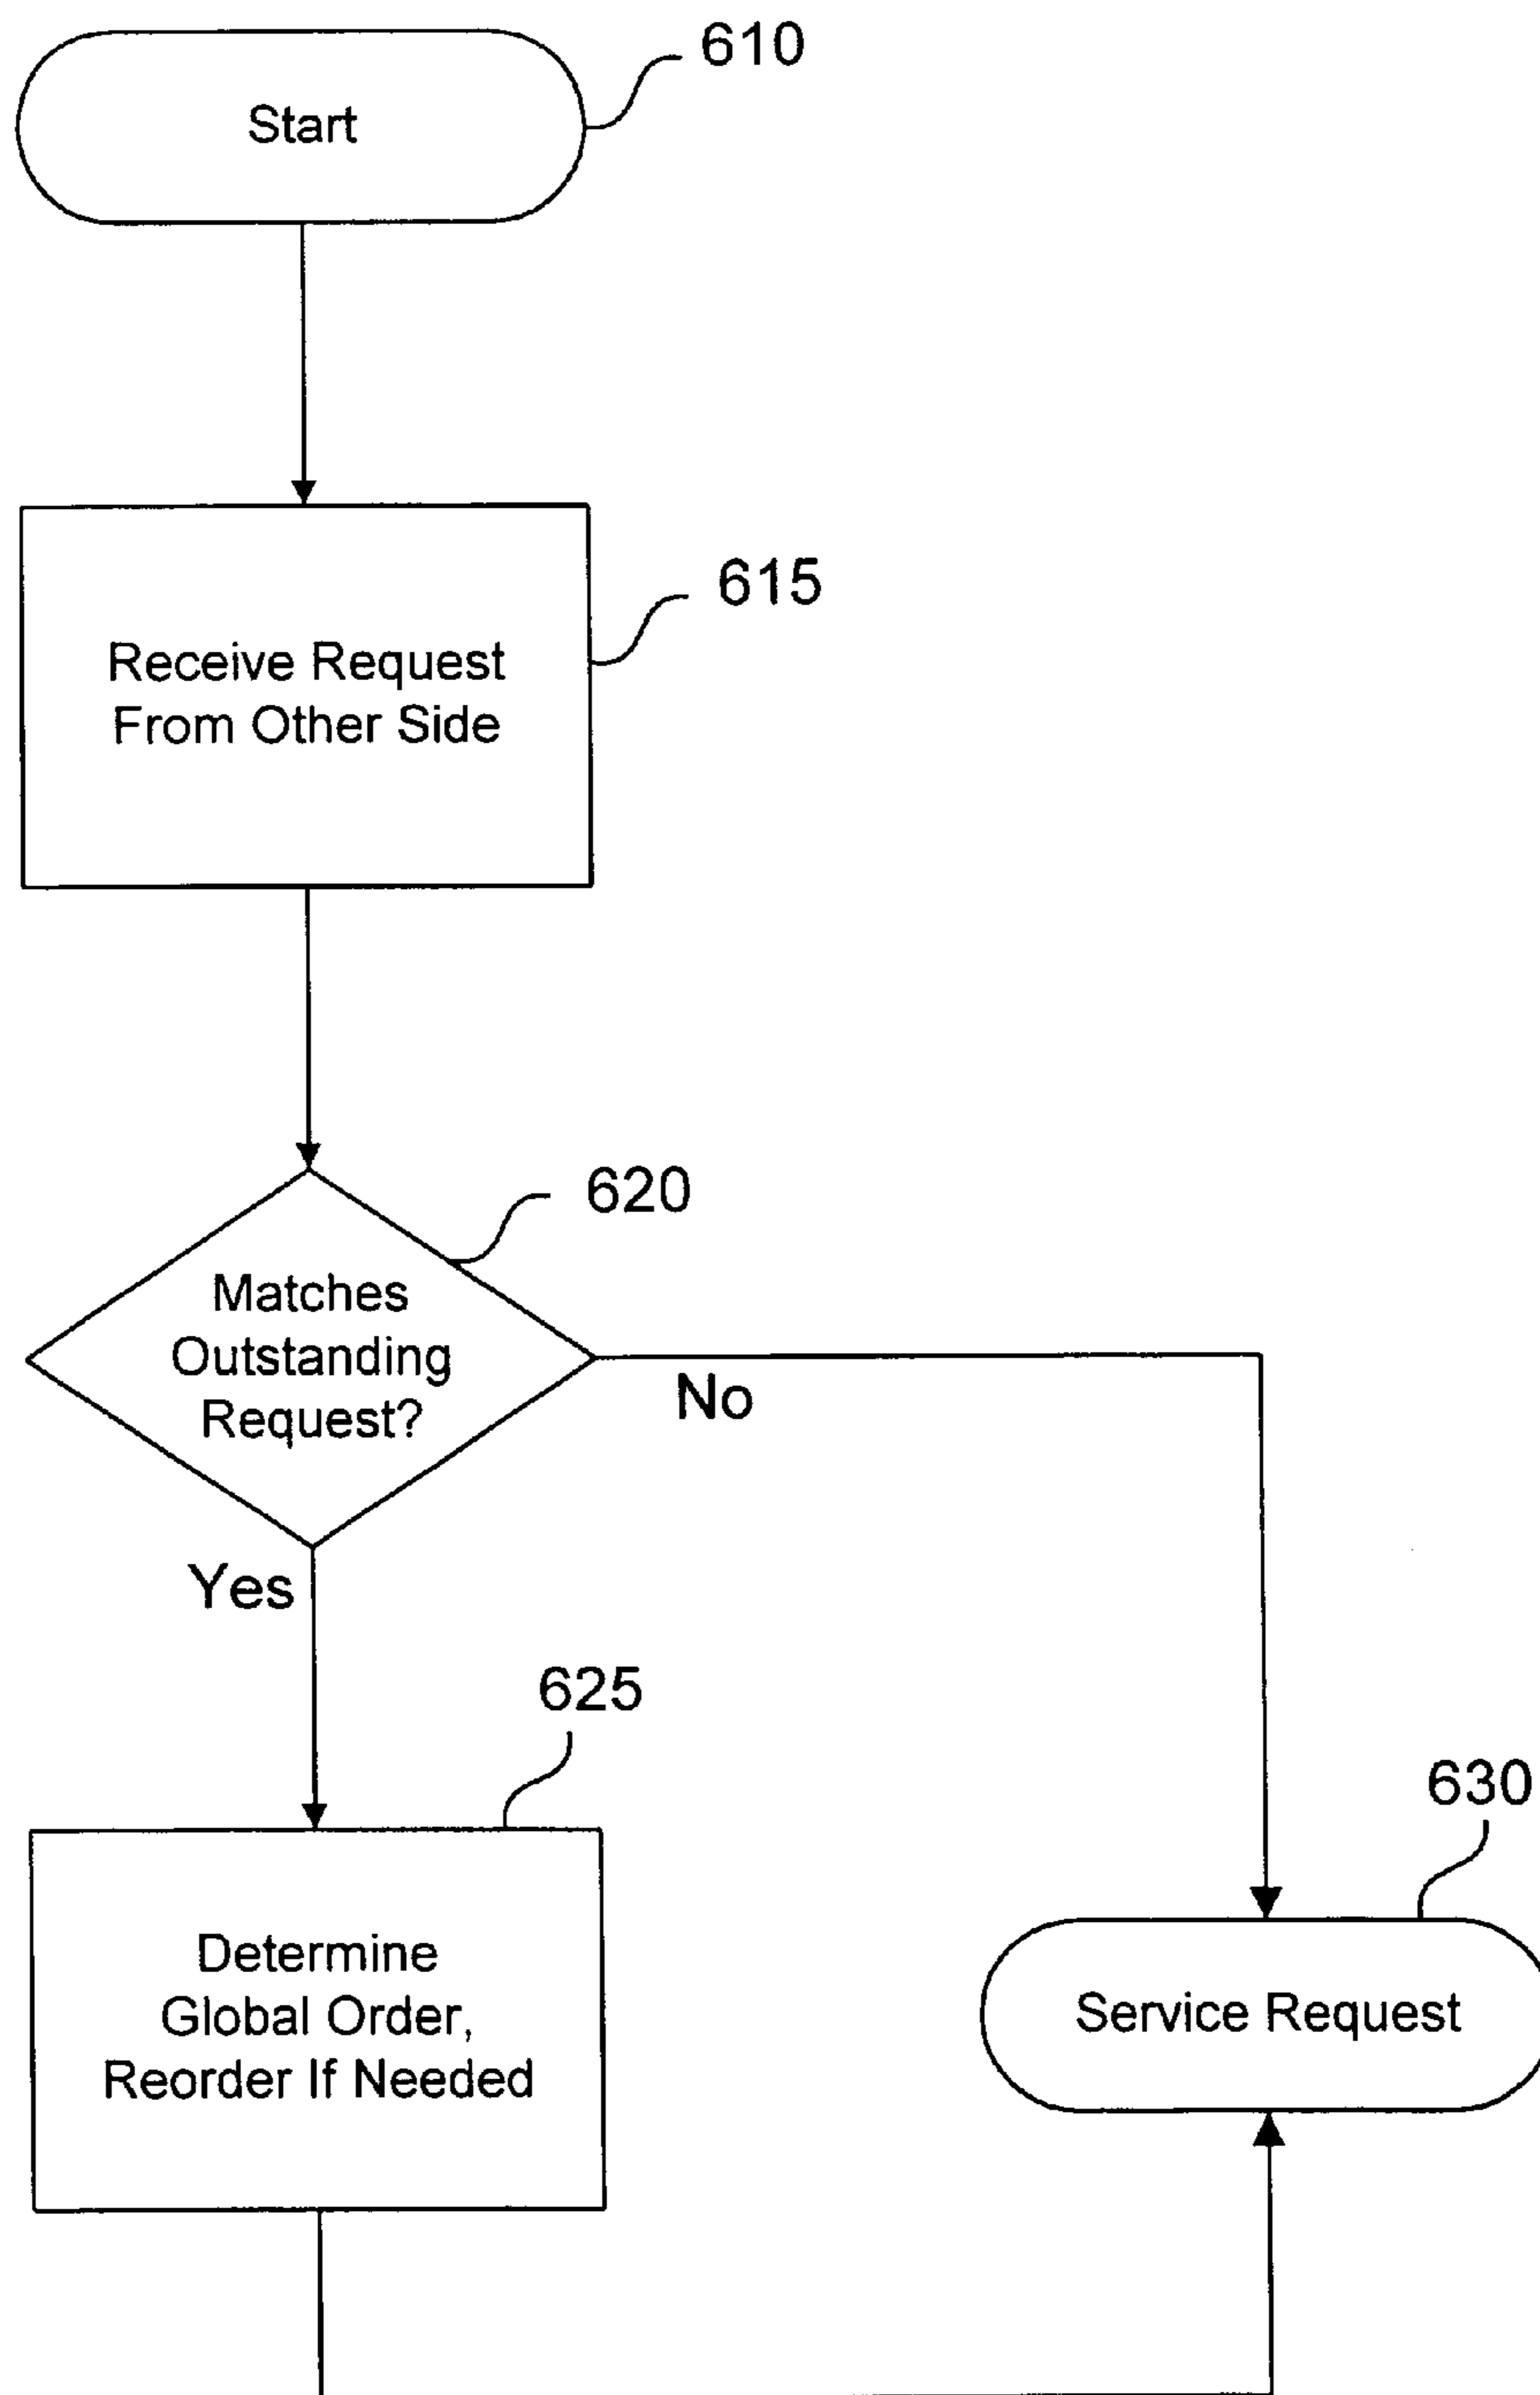 610
Start
615
Receive Request
From Other Side
620
Matches
Outstanding
Request?
No
Yes
625
630
Determine
Global Order,
Reorder If Needed
Service Request